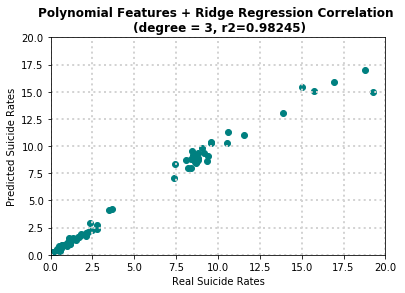 Polynomial Features + Ridge Regression Correlation
(degree = 3, r2=0.98245)
20.0
17.5
15.0
12.5
10.0
7.5
5.0
2.5
0.0
Predicted Suicide Rates
0.0 2.5 5.0 7.5 10.0 12.5 15.0 17.5 20.0
Real Suicide Rates